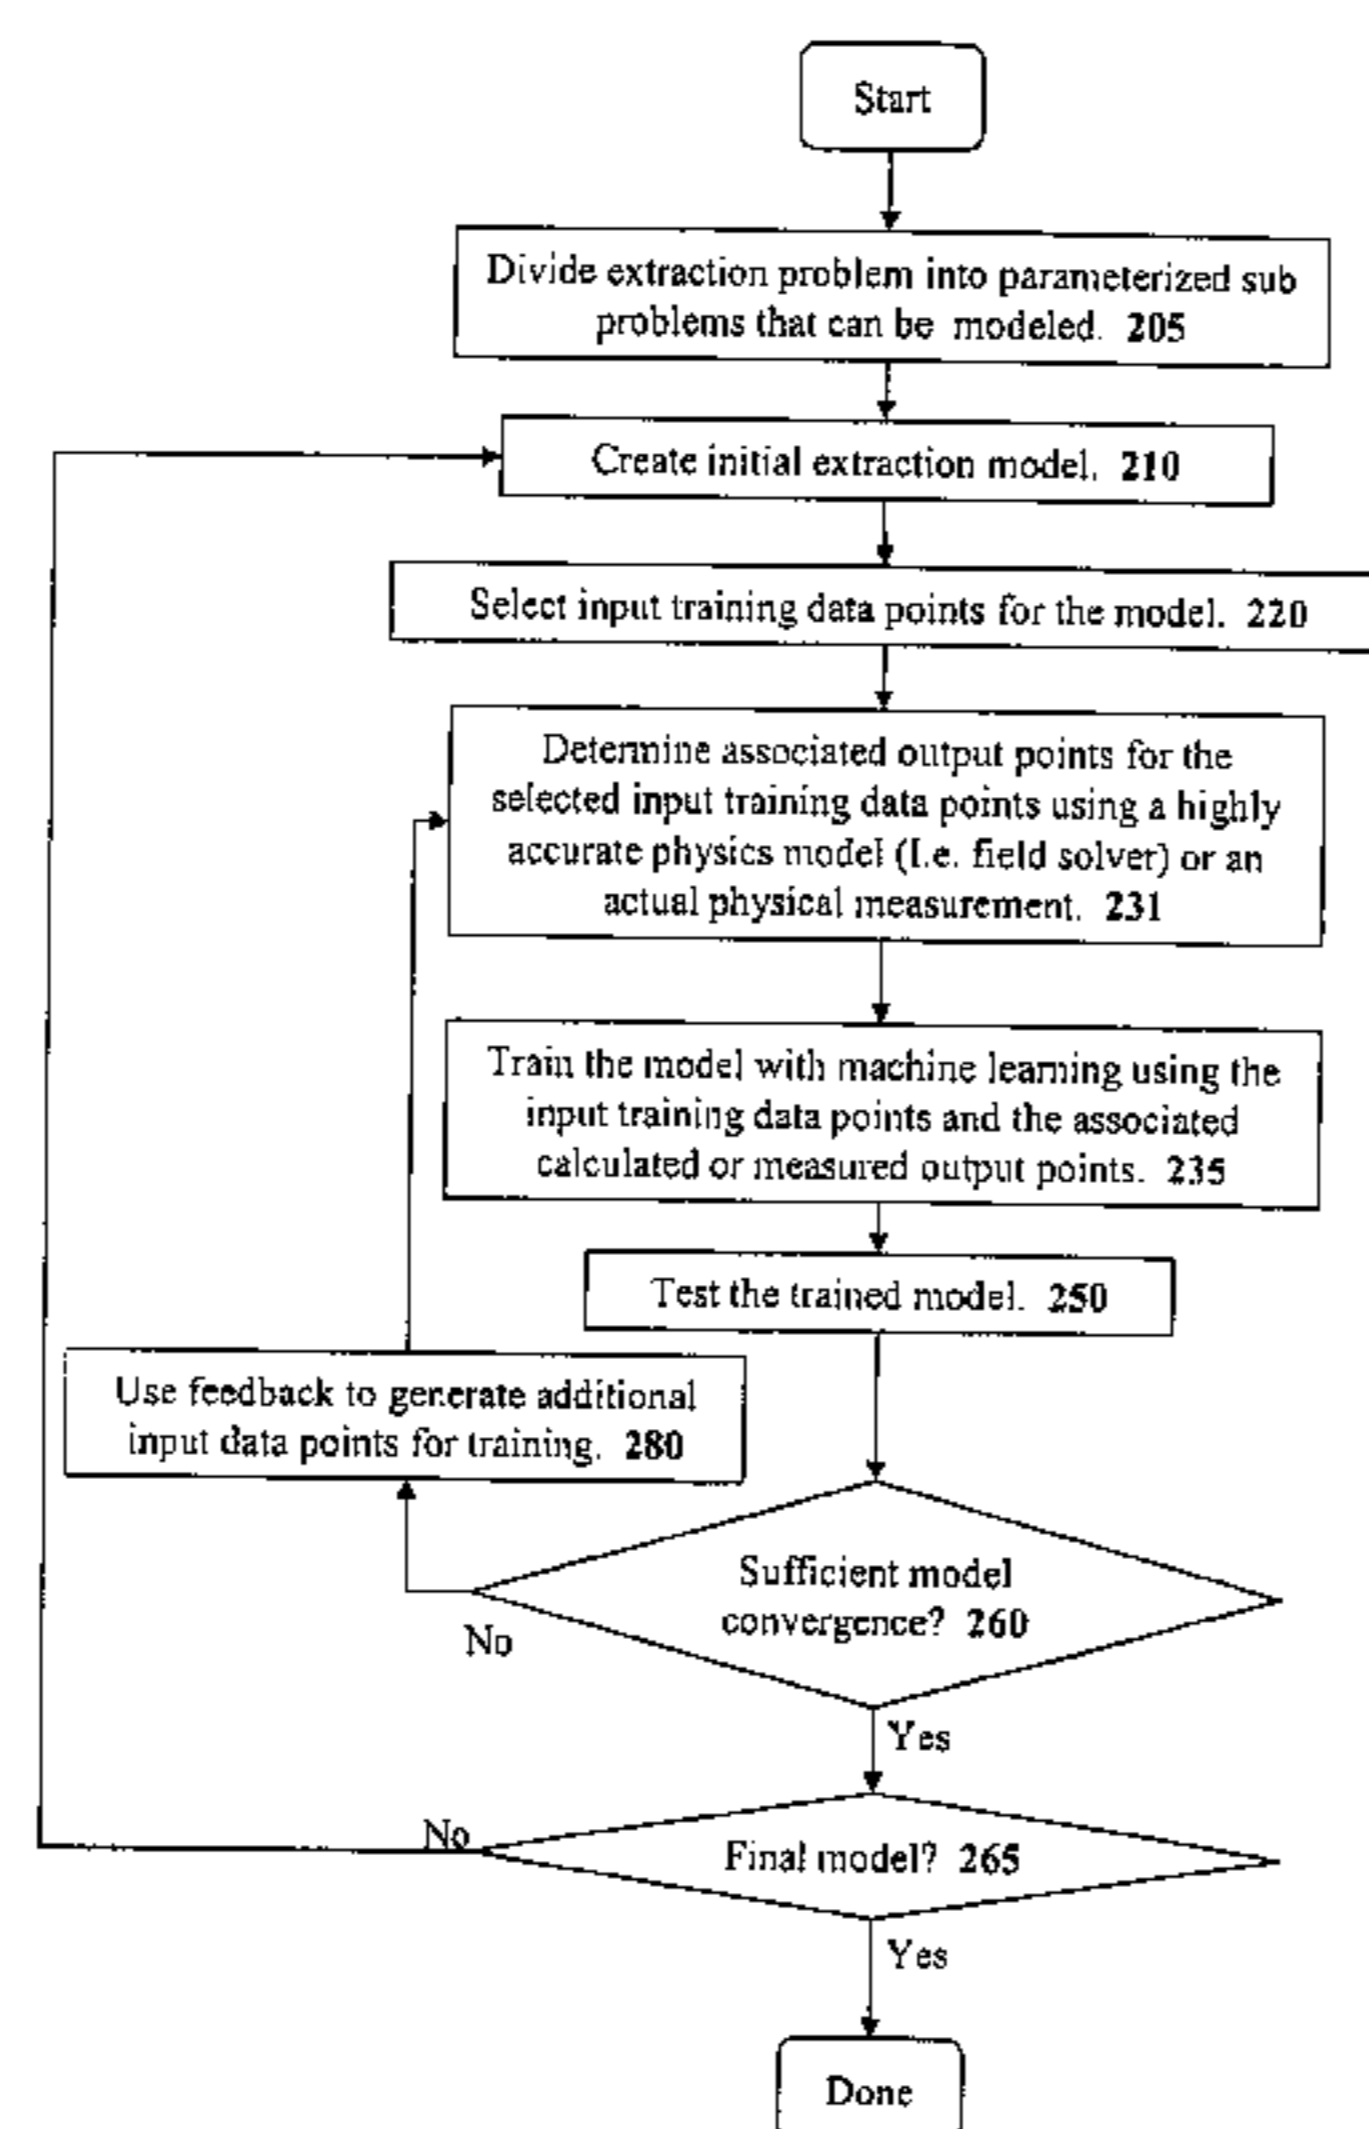 Start
Divide extraction problem into parameterized sub
problems that can be modeled. 205
Create initial extraction model. 210
Select input training data points for the model. 220
Determine associated output points for the
selected input training data points using a highly
accurate physics model (I.e. field solver) or an
actual physical measurement. 231
Train the model with machine learning using the
input training data points and the associated
calculated or measured output points. 235
Test the trained model. 250
Use feedback to generate additional
input data points for training. 280
Sufficient model
convergence? 260
No
Yes
No
Final model? 265
Yes
Done